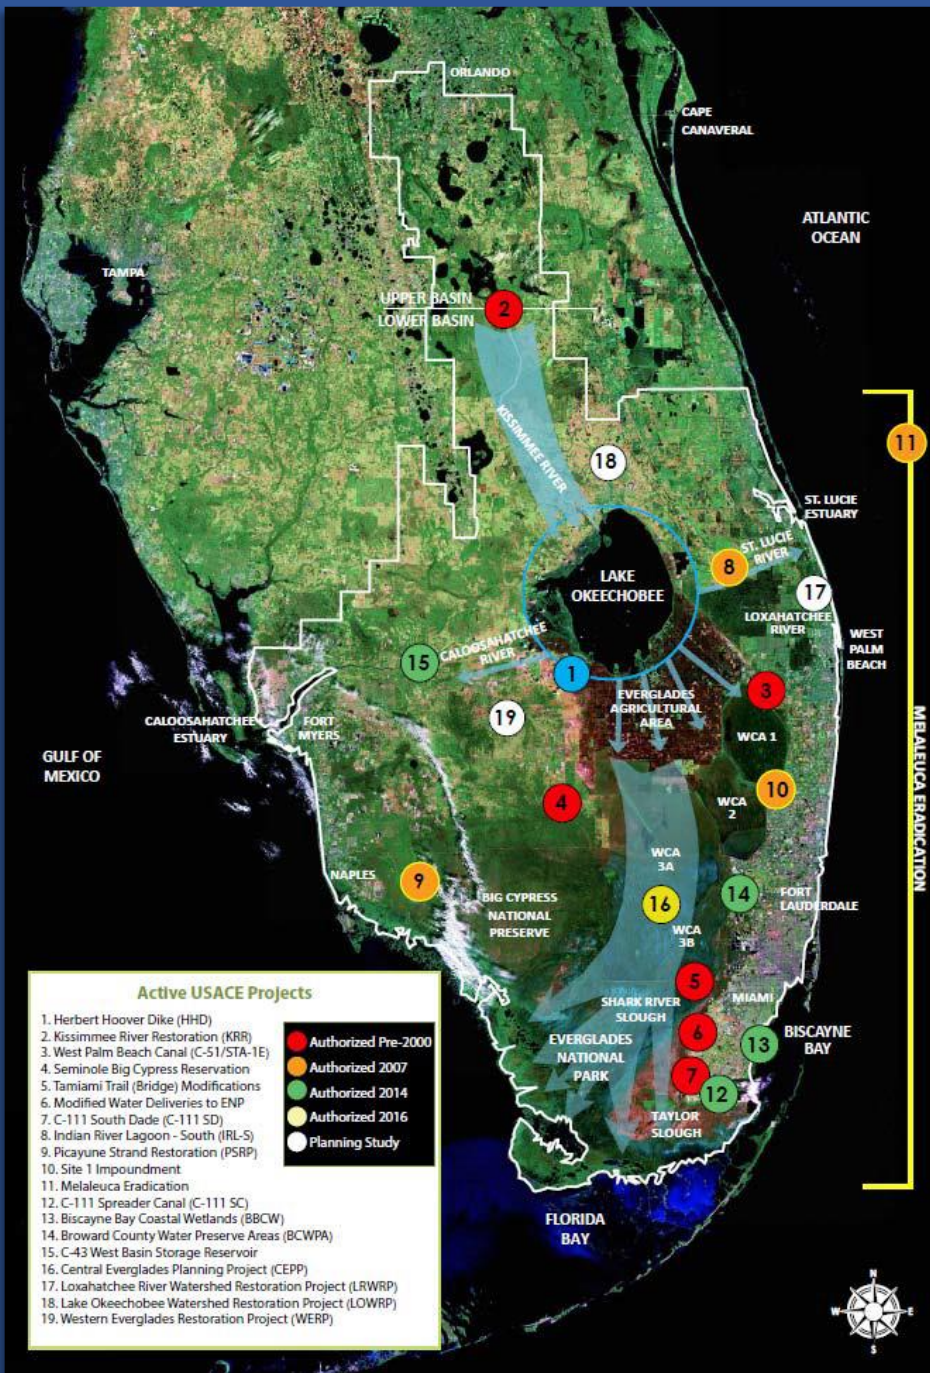 ORLANDO
CAPE
CANAVERAL
ATLANTIC
OCEAN
TAMPA
UPPER BASIN
LOWER BASIN
2
KISSIMMEE RIVER
11
18
ST. LUCIE
ESTUARY
ST. LUCIE
RIVER
8
LAKE
OKEECHOBEE
17
LOXAHATCHEE
RIVER
WEST
PALM
BEACH
CALOOSAHATCHEE
RIVER
15
1
3
EVERGLADES
AGRICULTURAL
AREA
19
CALOOSAHATCHEE
ESTUARY
FORT
MYERS
WCA 1
GULF OF
MEXICO
MELALEUCA ERADICATION
10
4
WCA
2
WCA
3A
NAPLES
9
BIG CYPRESS
NATIONAL
PRESERVE
16
14
FORT
LAUDERDALE
WCA
3B
5
SHARK RIVER
SLOUGH
MIAMI
6
EVERGLADES
NATIONAL
PARK
13
BISCAYNE
BAY
7
12
TAYLOR
SLOUGH
FLORIDA
BAY
Active USACE Projects
1. Herbert Hoover Dike (HHD)
2. Kissimmee River Restoration (KRR)
3. West Palm Beach Canal (C-51/STA-1E)
4. Seminole Big Cypress Reservation
5. Tamiami Trail (Bridge) Modifications
6. Modified Water Deliveries to ENP
7. C-111 South Dade (C-111 SD)
8. Indian River Lagoon - South (IRL-S)
9. Picayune Strand Restoration (PSRP)
10. Site 1 Impoundment
11. Melaleuca Eradication
12. C-111 Spreader Canal (C-111 SC)
13. Biscayne Bay Coastal Wetlands (BBCW)
14. Broward County Water Preserve Areas (BCWPA)
15. C-43 West Basin Storage Reservoir
16. Central Everglades Planning Project (CEPP)
17. Loxahatchee River Watershed Restoration Project (LRWRP)
18. Lake Okeechobee Watershed Restoration Project (LOWRP)
19. Western Everglades Restoration Project (WERP)
Authorized Pre-2000
Authorized 2007
Authorized 2014
Authorized 2016
Planning Study
N
W
E
S